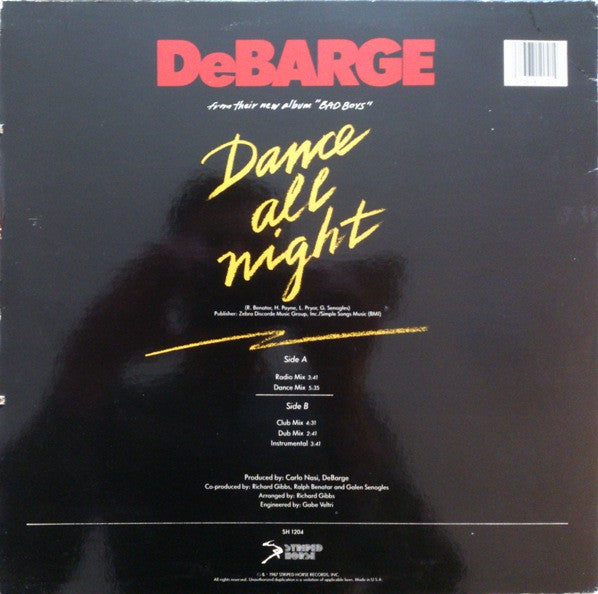 DeBARGE
from their new album "BAD BOYS"
Dance
all
night
(R. Benatar, H. Payne, L. Pryor, G. Senogles)
Publisher: Zebra Discorde Music Group, Inc./Simple Songs Music (BMI)
Side A
Radio Mix 3:41
Dance Mix 5:35
Side B
Club Mix 4:31
Dub Mix 2:41
Instrumental 3:41
Produced by: Carlo Nasi, DeBarge
Co-produced by: Richard Gibbs, Ralph Benatar and Galen Senogles
Arranged by: Richard Gibbs
Engineered by: Gabe Veltri
SH 1204
STRIPED
HORSE
© ℗ 1987 STRIPED HORSE RECORDS, INC.
All rights reserved. Unauthorized duplication is a violation of applicable laws. Made in U.S.A.